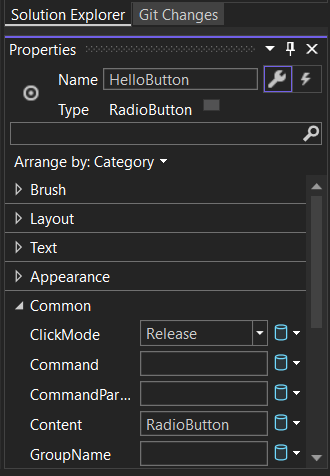 Solution Explorer Git Changes
Properties
Name HelloButton
Type RadioButton
Arrange by: Category
Brush
Layout
Text
Appearance
Common
ClickMode Release
Command
CommandPar...
Content RadioButton
GroupName